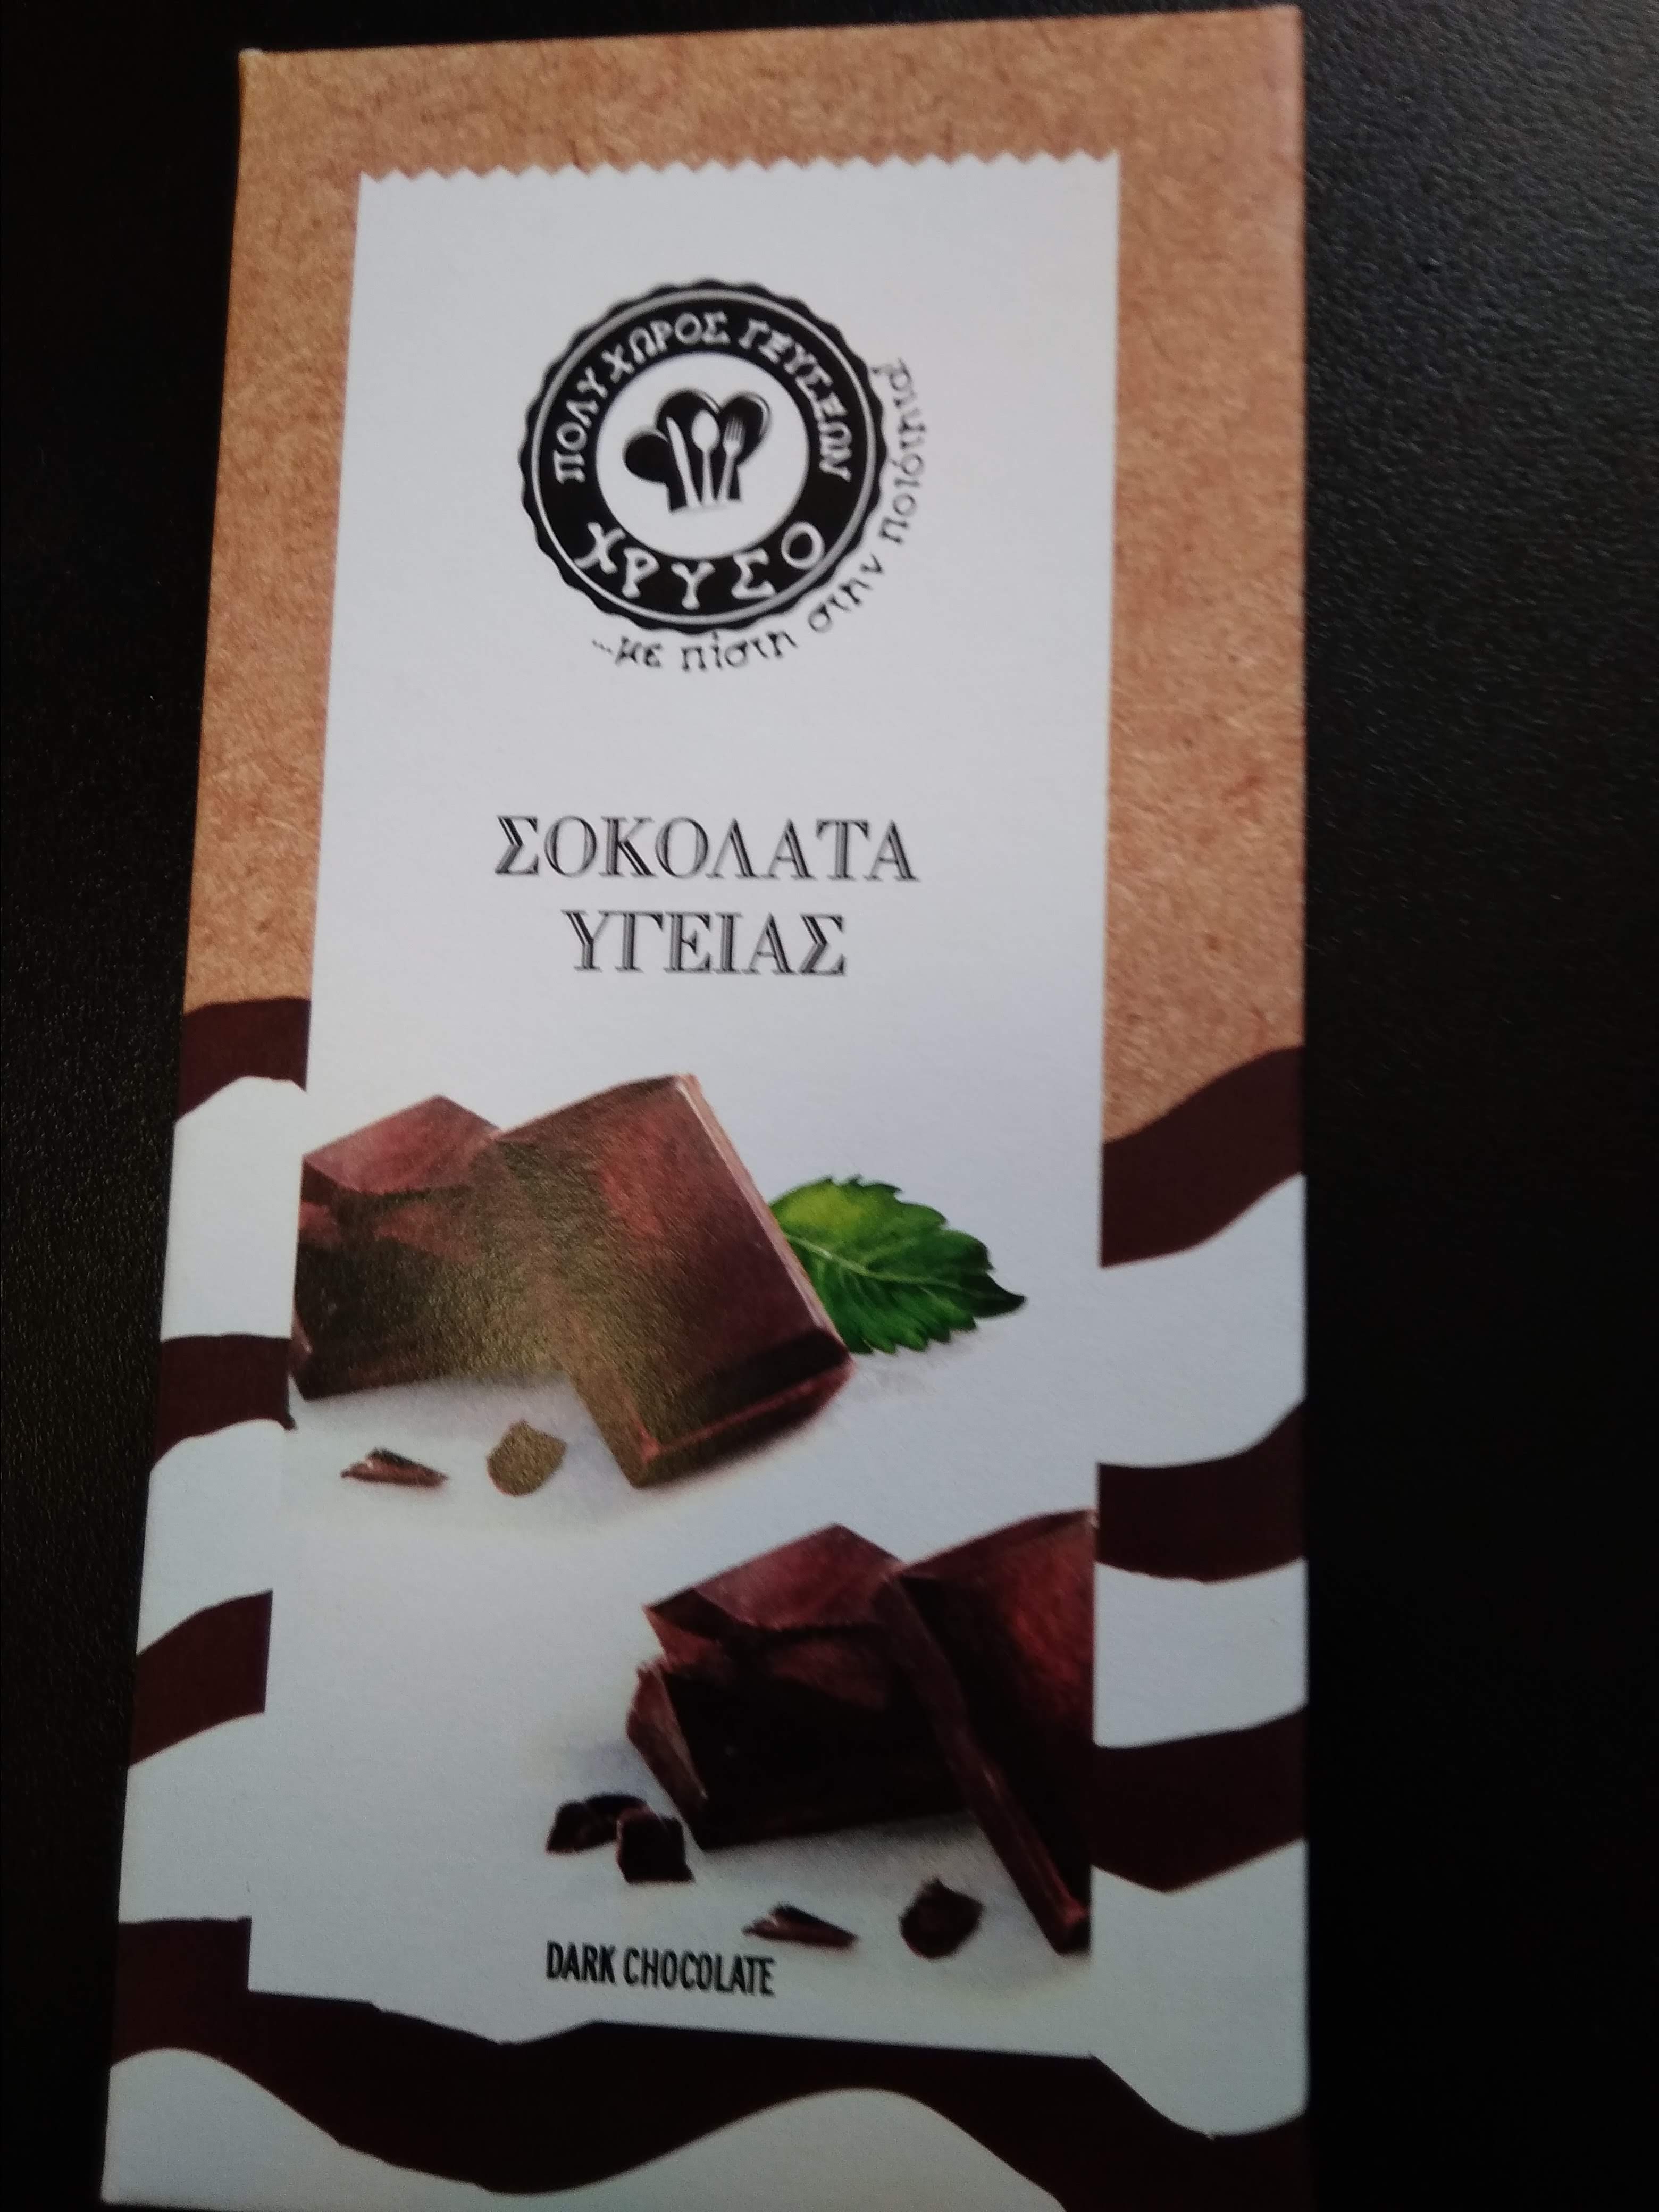 ΠΟΛΥΧΩΡΟΣ ΓΕΥΣΕΩΝ
ΧΡΥΣΟ
...με πίστη στην ποιότητα!
ΣΟΚΟΛΑΤΑ
ΥΓΕΙΑΣ
DARK CHOCOLATE